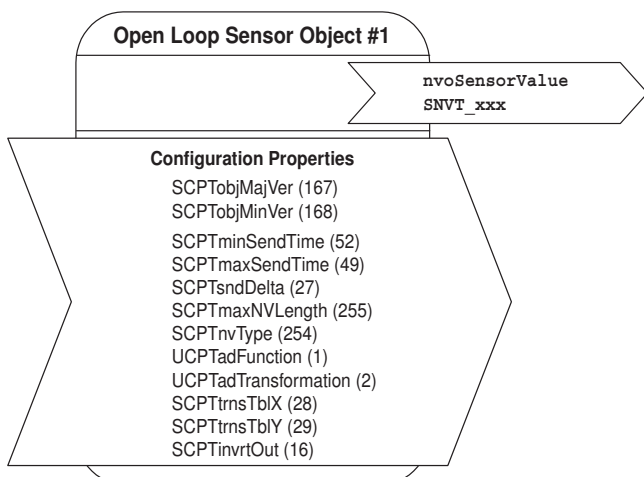 Open Loop Sensor Object #1
nvoSensorValue
SNVT_xxx
Configuration Properties
SCPTobjMajVer (167)
SCPTobjMinVer (168)
SCPTminSendTime (52)
SCPTmaxSendTime (49)
SCPTsndDelta (27)
SCPTmaxNVLength (255)
SCPTnvType (254)
UCPTadFunction (1)
UCPTadTransformation (2)
SCPTtrnsTblX (28)
SCPTtrnsTblY (29)
SCPTinvrtOut (16)